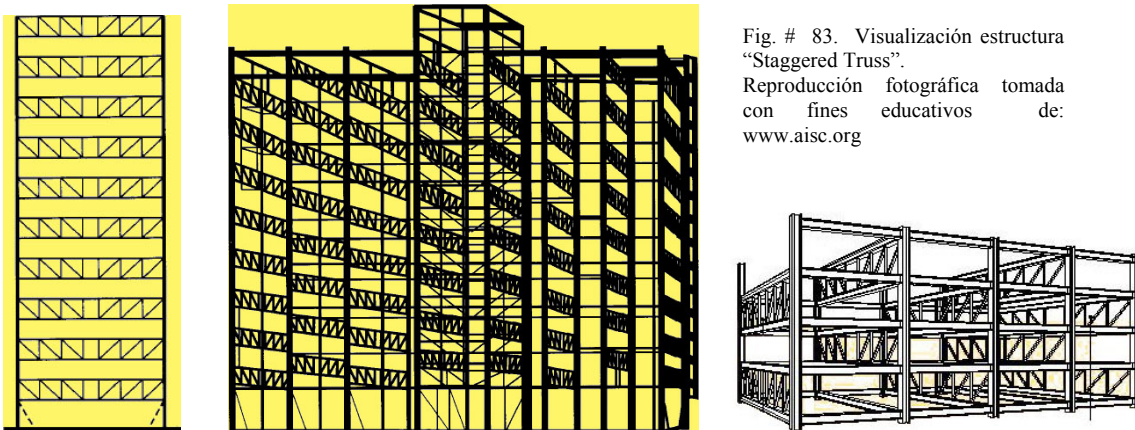 Fig. # 83. Visualización estructura
“Staggered Truss”.
Reproducción fotográfica tomada
con fines educativos de:
www.aisc.org